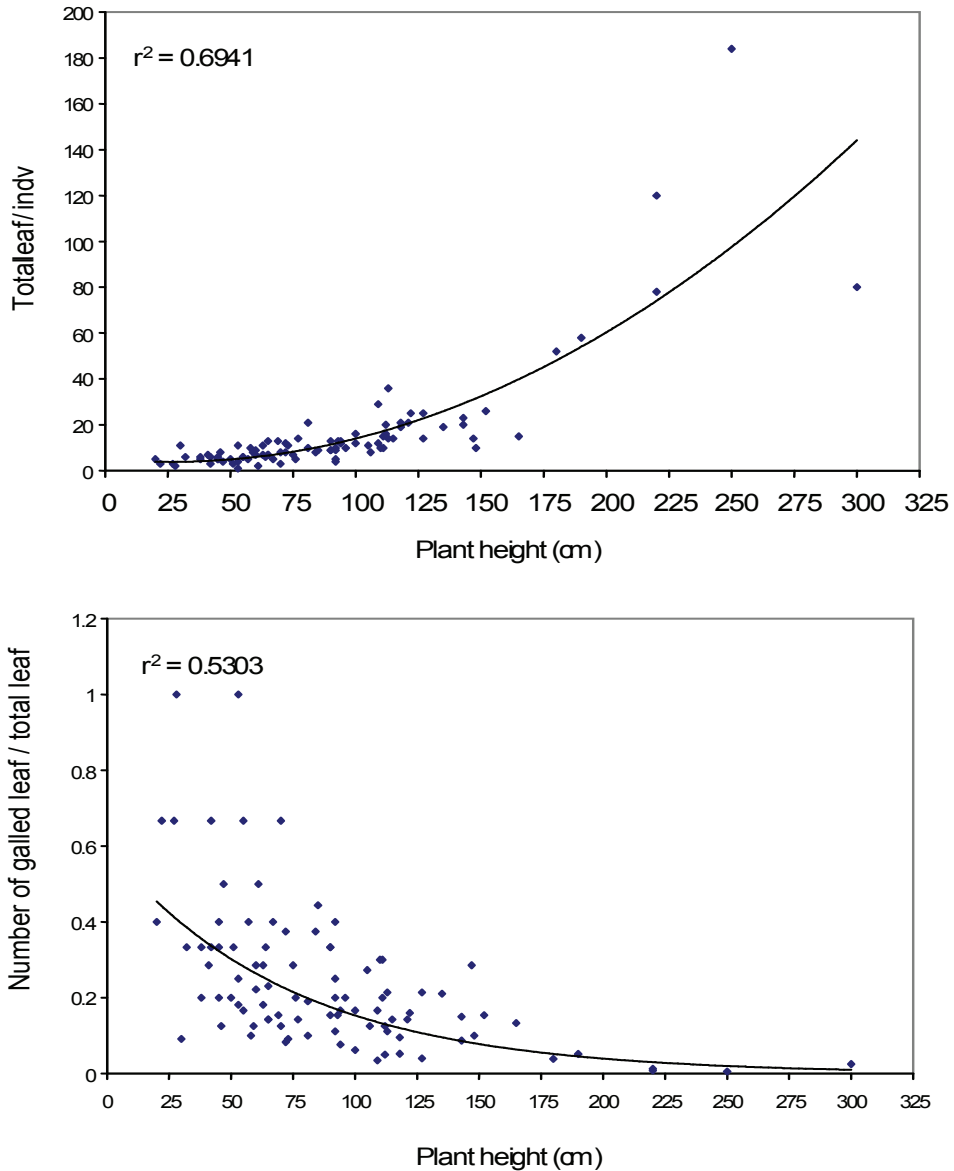 200
180
160
140
120
100
80
60
40
20
0
r² = 0.6941
Total leaf / indv
0 25 50 75 100 125 150 175 200 225 250 275 300 325
Plant height (cm)
1.2
1
0.8
0.6
0.4
0.2
0
r² = 0.5303
Number of galled leaf / total leaf
0 25 50 75 100 125 150 175 200 225 250 275 300 325
Plant height (cm)